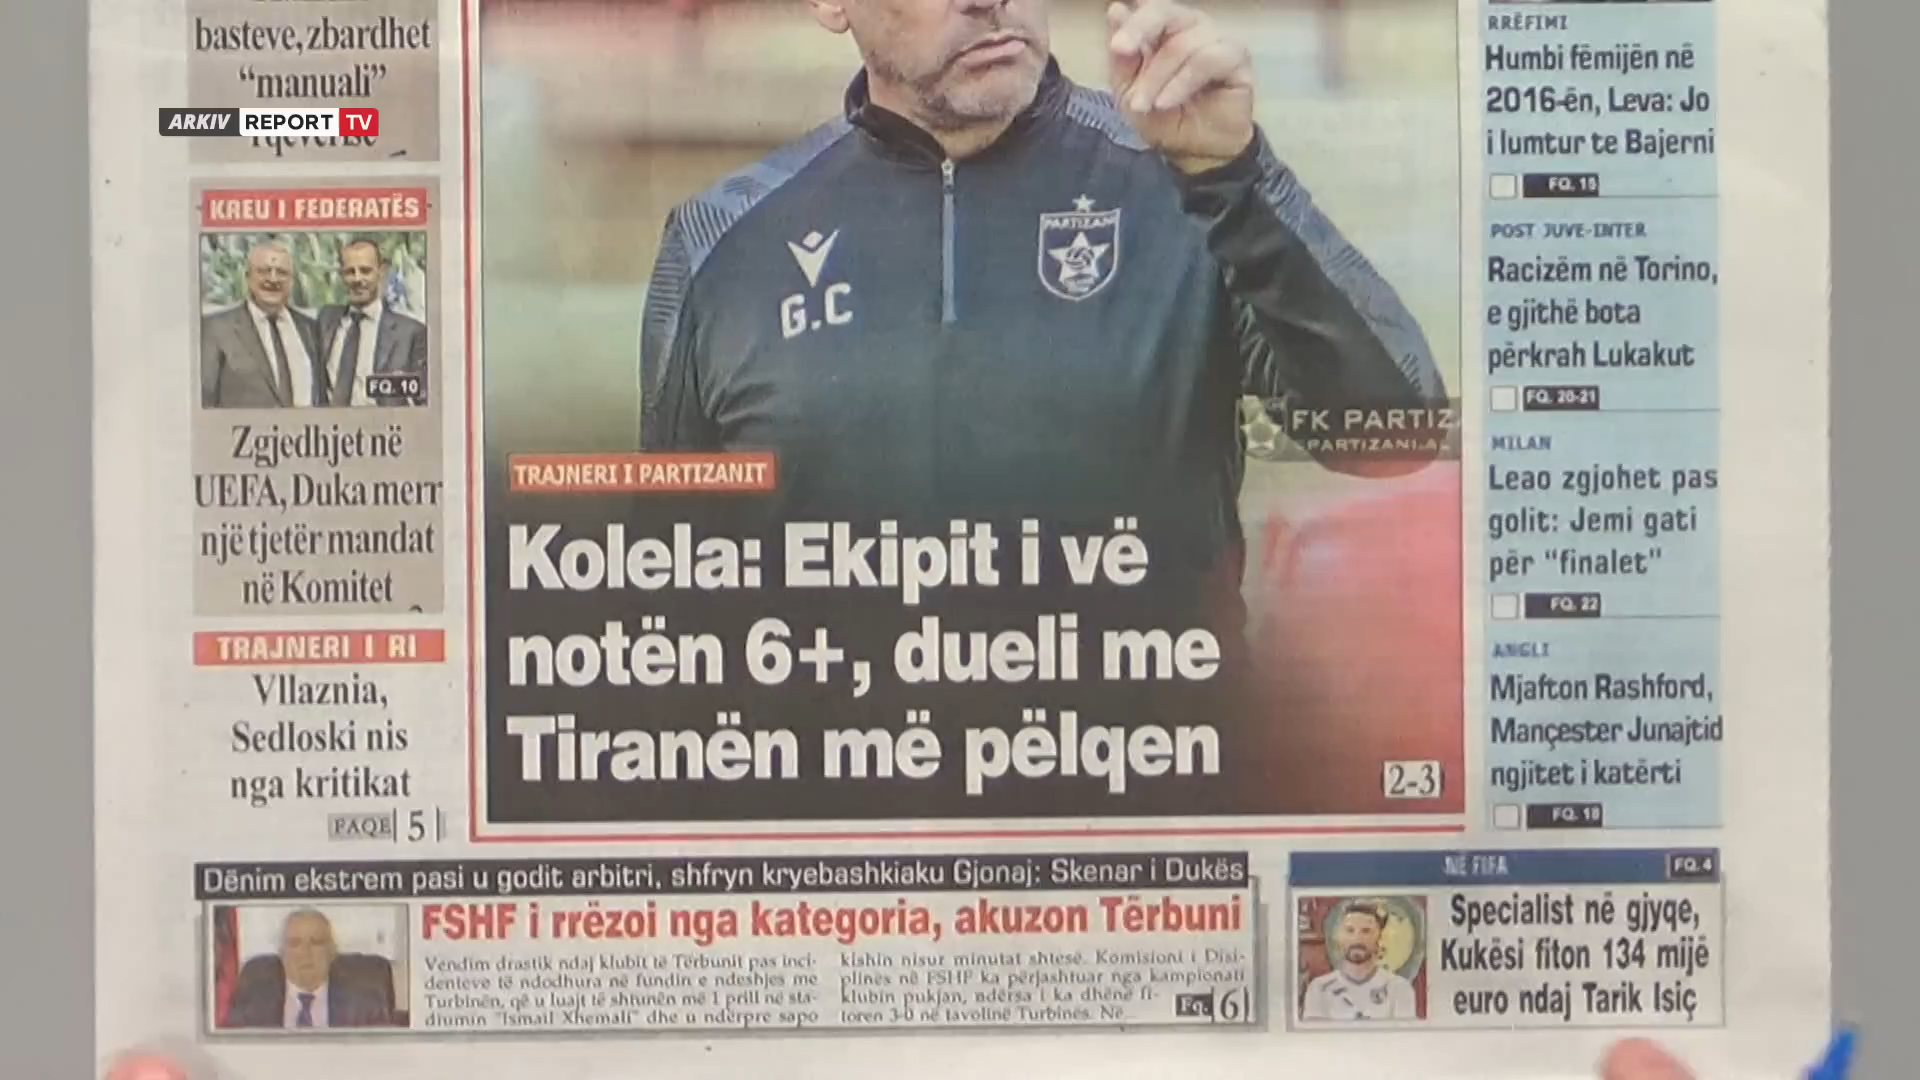 basteve, zbardhet
“manuali”
ARKIV REPORT TV
KREU I FEDERATËS
FQ. 10
Zgjedhjet në
UEFA, Duka merr
një tjetër mandat
në Komitet
TRAJNERI I RI
Vllaznia,
Sedloski nis
nga kritikat
FAQE 5
PARTIZANI
G.C
FK PARTIZ
PARTIZANI.AL
TRAJNERI I PARTIZANIT
Kolela: Ekipit i vë
notën 6+, dueli me
Tiranën më pëlqen
2-3
RRËFIMI
Humbi fëmijën në
2016-ën, Leva: Jo
i lumtur te Bajerni
FQ. 15
POST JUVE-INTER
Racizëm në Torino,
e gjithë bota
përkrah Lukakut
FQ. 20-21
MILAN
Leao zgjohet pas
golit: Jemi gati
për "finalet"
FQ. 22
ANGLI
Mjafton Rashford,
Mançester Junajtid
ngjitet i katërti
FQ. 18
Dënim ekstrem pasi u godit arbitri, shfryn kryebashkiaku Gjonaj: Skenar i Dukës
FSHF i rrëzoi nga kategoria, akuzon Tërbuni
Vendim drastik ndaj klubit të Tërbunit pas inci-
denteve të ndodhura në fundin e ndeshjes me
Turbinën, që u luajt të shtunën më 1 prill në sta-
diumin "Ismail Xhemali" dhe u ndërpre sapo
kishin nisur minutat shtesë. Komisioni i Disi-
plinës në FSHF ka përjashtuar nga kampionati
klubin pukjan, ndërsa i ka dhënë fi-
toren 3-0 në tavolinë Turbinës. Në...
Fq. 6
NË FIFA
FQ. 4
Specialist në gjyqe,
Kukësi fiton 134 mijë
euro ndaj Tarik Isiç